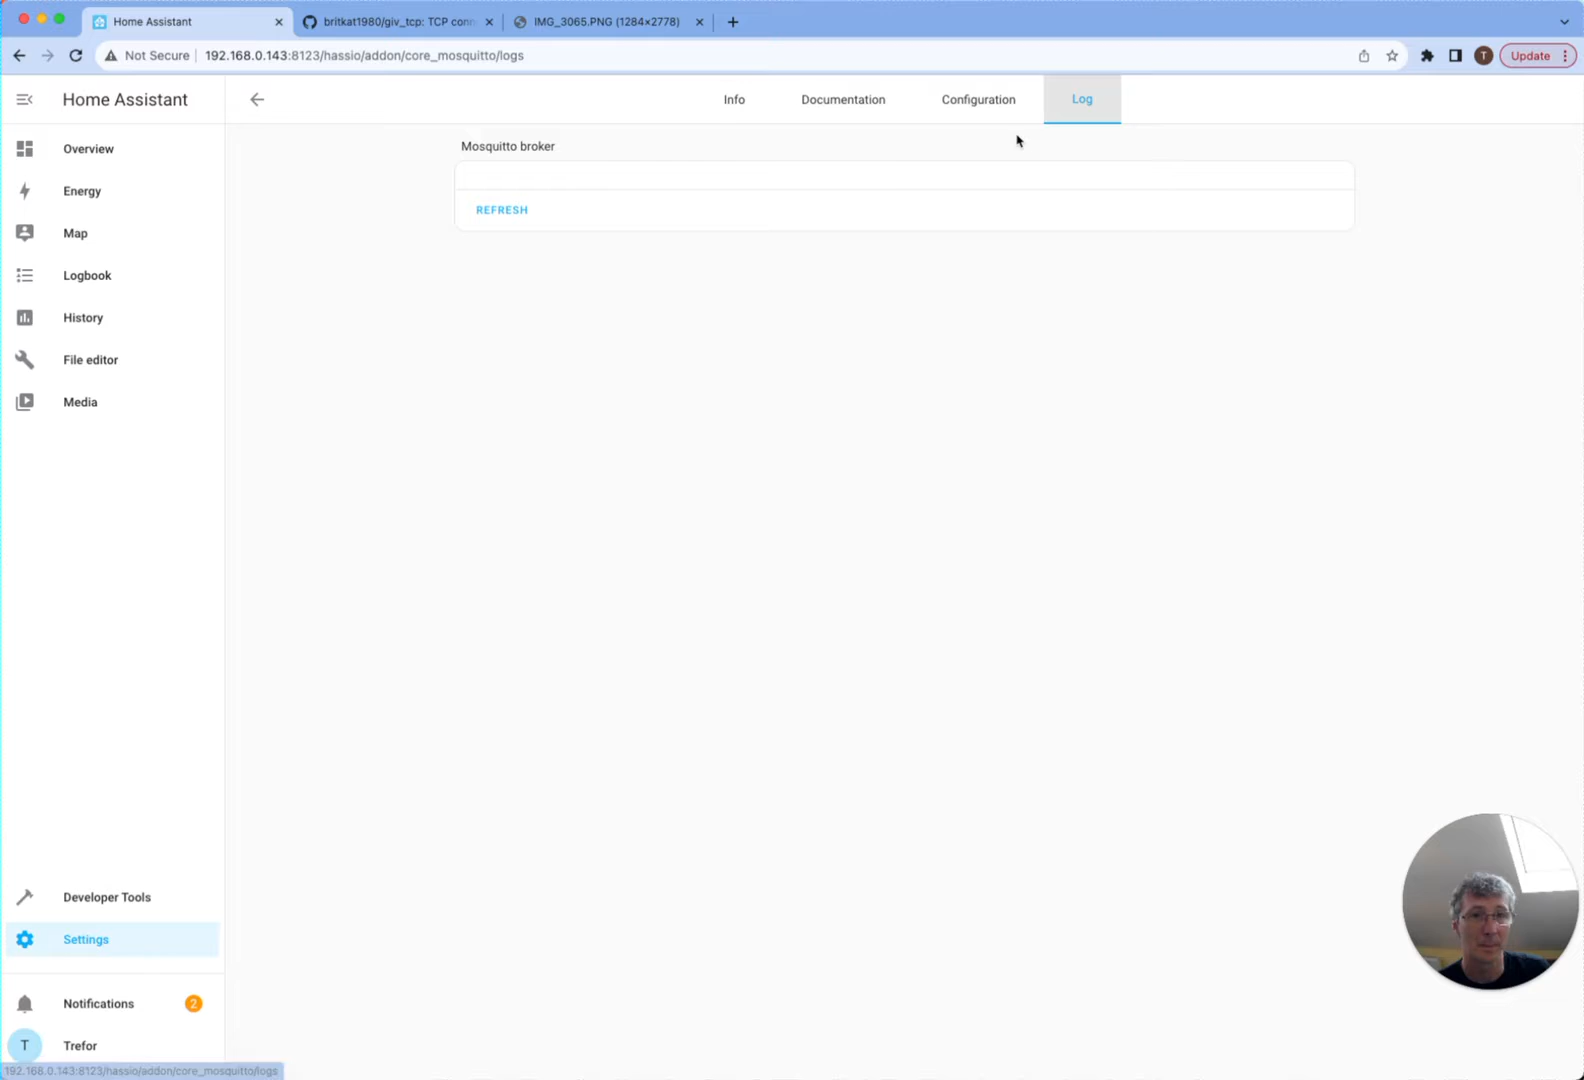 Home Assistant
britkat1980/giv_tcp: TCP conn
IMG_3065.PNG (1284×2778)
Not Secure
192.168.0.143:8123/hassio/addon/core_mosquitto/logs
T
Update
Home Assistant
Info
Documentation
Configuration
Log
Overview
Energy
Map
Logbook
History
File editor
Media
Mosquitto broker
REFRESH
Developer Tools
Settings
Notifications
2
T
Trefor
192.168.0.143:8123/hassio/addon/core_mosquitto/logs